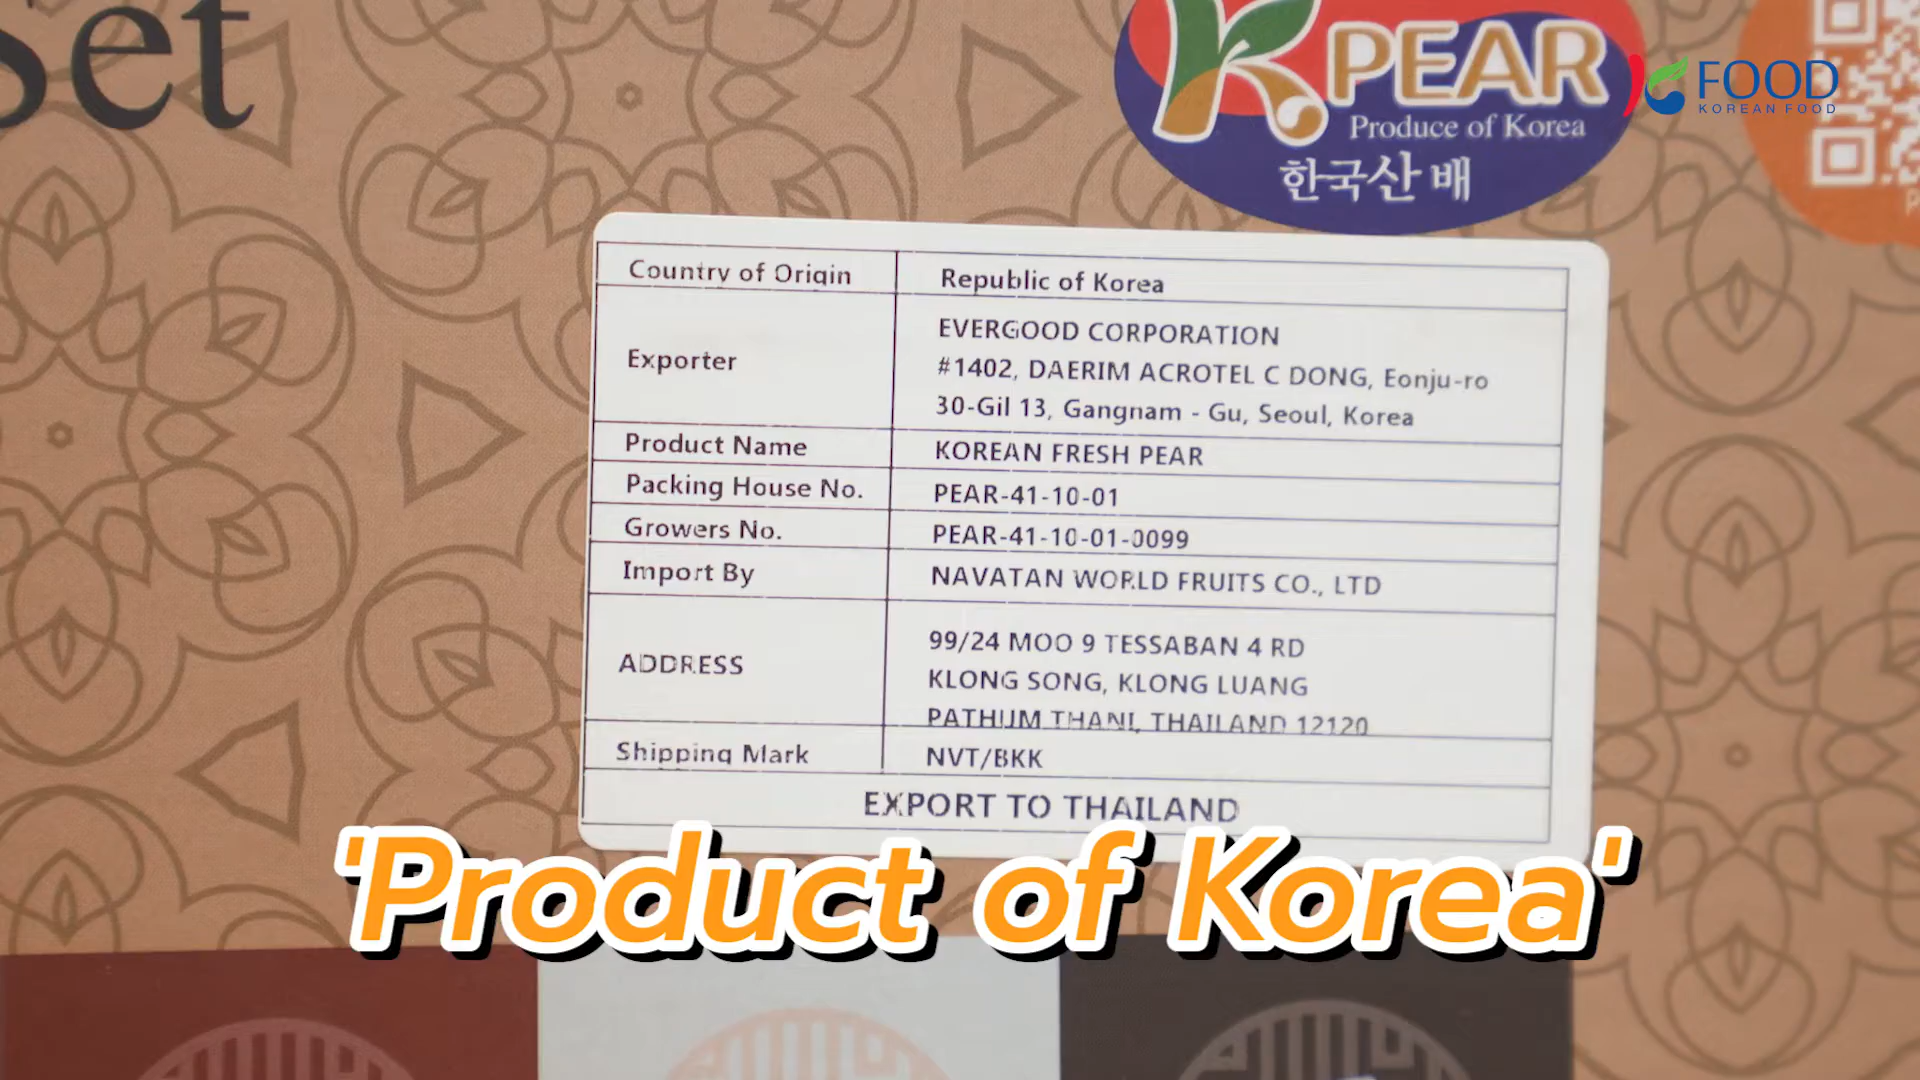 Set
K PEAR
Produce of Korea
한국산 배
K FOOD
KOREAN FOOD
Country of Origin Republic of Korea
Exporter EVERGOOD CORPORATION
#1402, DAERIM ACROTEL C DONG, Eonju-ro
30-Gil 13, Gangnam - Gu, Seoul, Korea
Product Name KOREAN FRESH PEAR
Packing House No. PEAR-41-10-01
Growers No. PEAR-41-10-01-0099
Import By NAVATAN WORLD FRUITS CO., LTD
ADDRESS 99/24 MOO 9 TESSABAN 4 RD
KLONG SONG, KLONG LUANG
PATHUM THANI, THAILAND 12120
Shipping Mark NVT/BKK
EXPORT TO THAILAND
'Product of Korea'